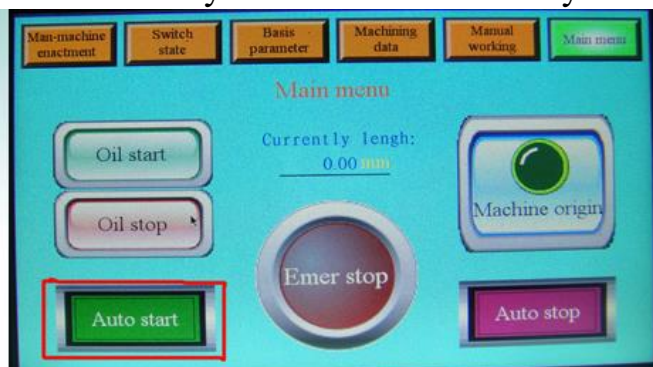 Man-machine
enactment
Switch
state
Basis
parameter
Machining
data
Manual
working
Main menu
Main menu
Currently lengh:
0.00 mm
Oil start
Oil stop
Machine origin
Emer stop
Auto start
Auto stop